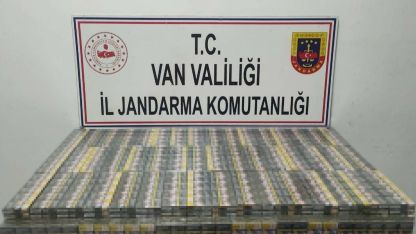 T.C.
VAN VALİLİĞİ
İL JANDARMA KOMUTANLIĞI